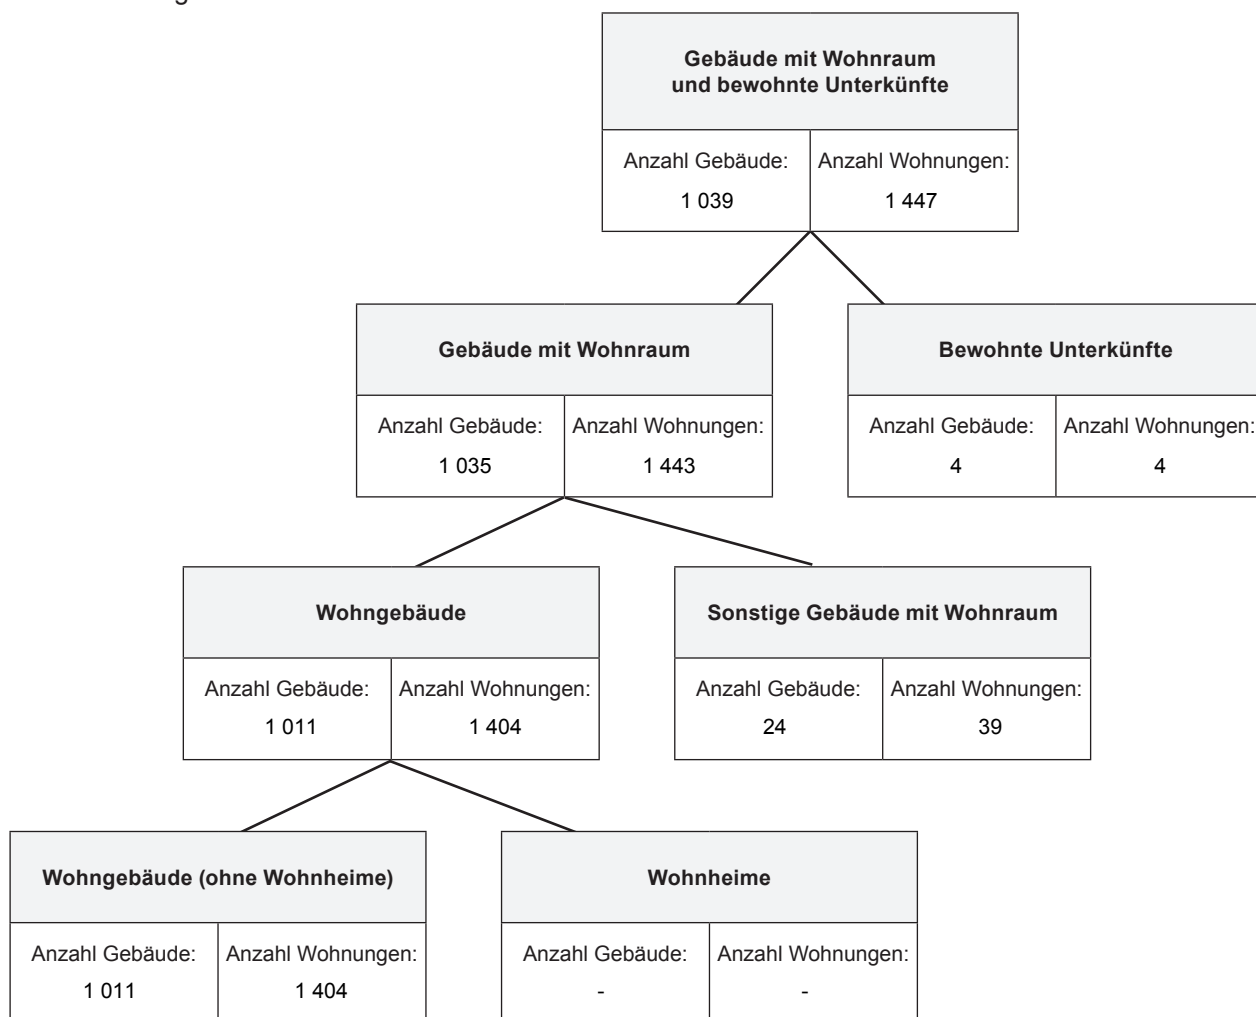 Gebäude mit Wohnraum
und bewohnte Unterkünfte
Anzahl Gebäude: Anzahl Wohnungen:
1 039 1 447
Gebäude mit Wohnraum Bewohnte Unterkünfte
Anzahl Gebäude: Anzahl Wohnungen: Anzahl Gebäude: Anzahl Wohnungen:
1 035 1 443 4 4
Wohngebäude Sonstige Gebäude mit Wohnraum
Anzahl Gebäude: Anzahl Wohnungen: Anzahl Gebäude: Anzahl Wohnungen:
1 011 1 404 24 39
Wohngebäude (ohne Wohnheime) Wohnheime
Anzahl Gebäude: Anzahl Wohnungen: Anzahl Gebäude: Anzahl Wohnungen:
1 011 1 404 - -